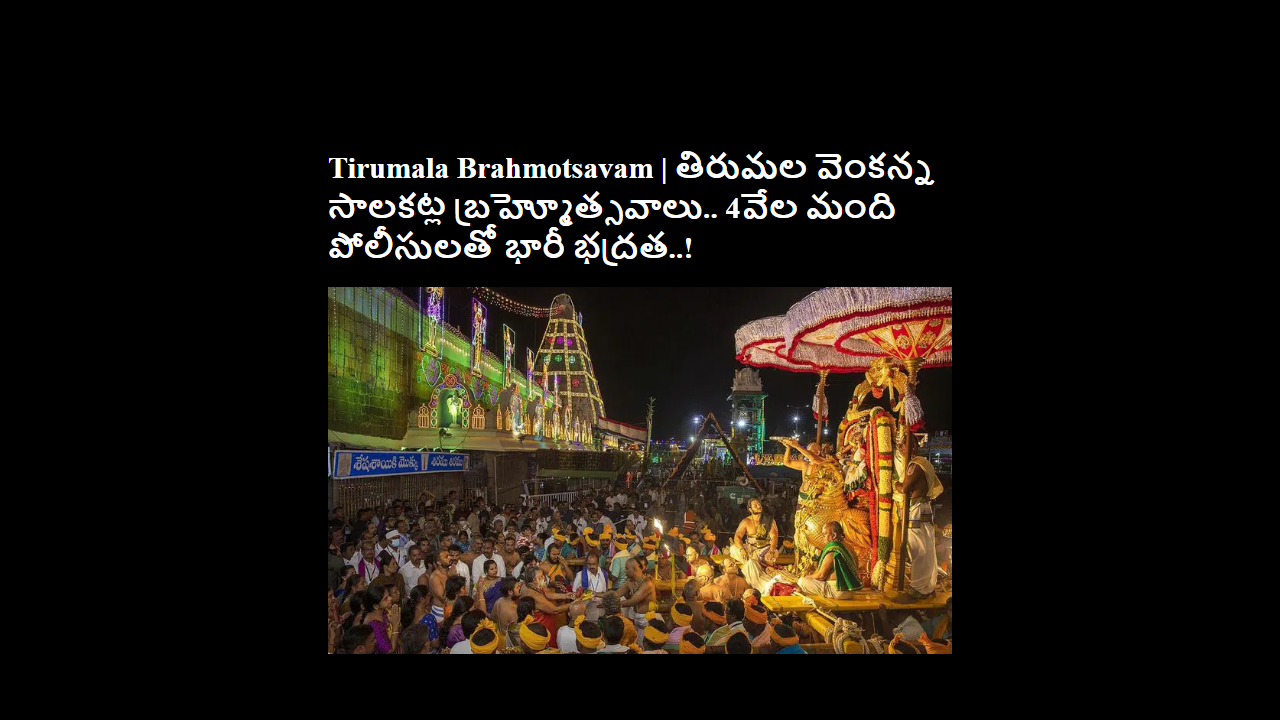 Tirumala Brahmotsavam | తిరుమల వెంకన్న
సాలకట్ల బ్రహ్మోత్సవాలు.. 4వేల మంది
పోలీసులతో భారీ భద్రత..!
శేషశాయికి మొక్కు